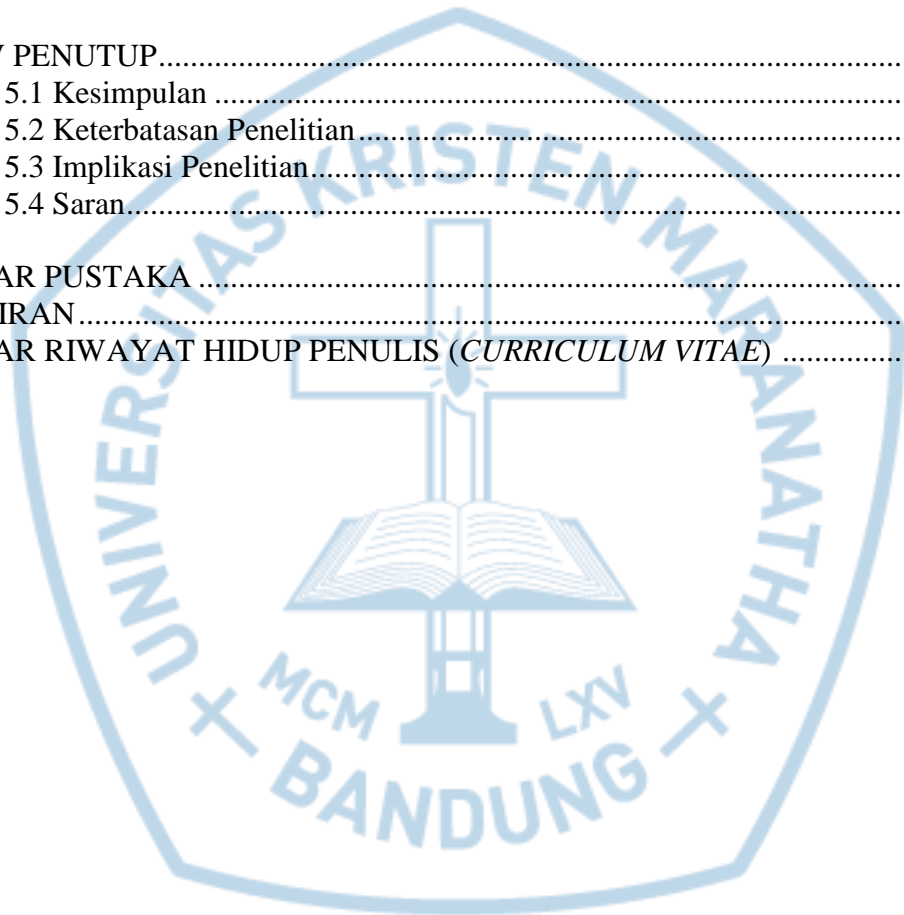 PENUTUP...........................................................................................
5.1 Kesimpulan .....................................................................................
5.2 Keterbatasan Penelitian...................................................................
5.3 Implikasi Penelitian.........................................................................
5.4 Saran................................................................................................
AR PUSTAKA .......................................................................................
IRAN......................................................................................................
AR RIWAYAT HIDUP PENULIS (CURRICULUM VITAE) ...............
UNIVERSITAS KRISTEN MARANATHA
MCM LXV
BANDUNG